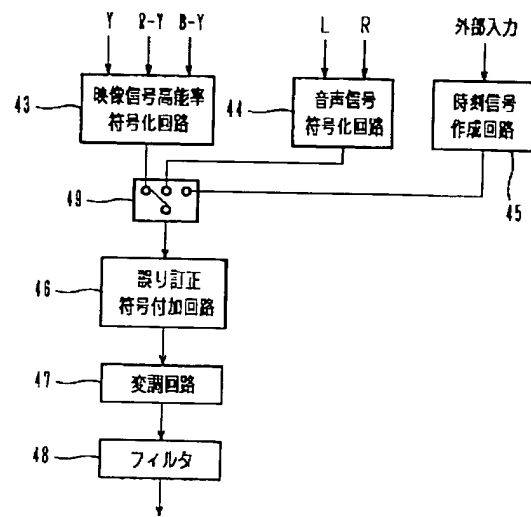 Y R-Y B-Y
L R
外部入力
43
映像信号高能率
符号化回路
44
音声信号
符号化回路
時刻信号
作成回路
45
49
46
誤り訂正
符号付加回路
47
変調回路
48
フィルタ